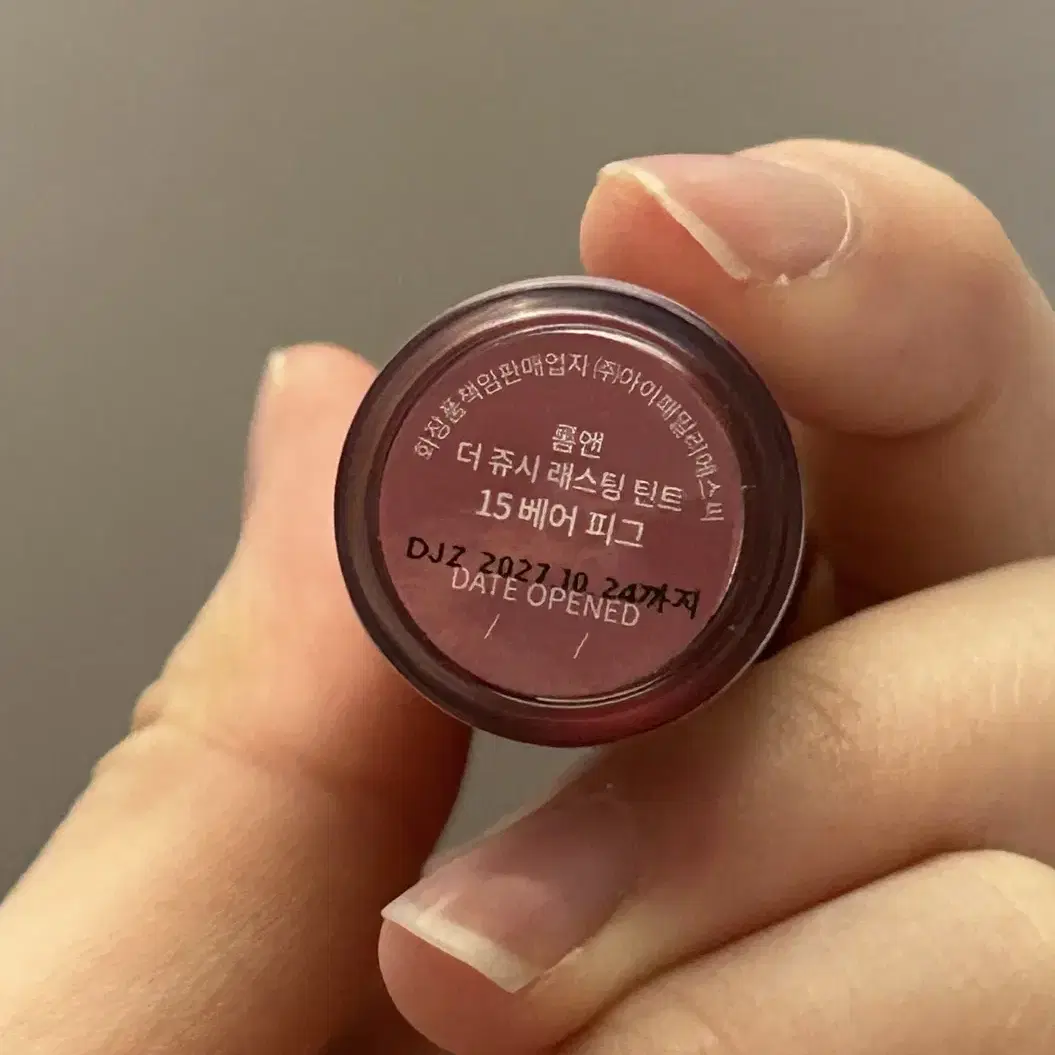 화장품책임판매업자 (주)아이패밀리에스씨
롬앤
더 쥬시 래스팅 틴트
15 베어 피그
DJZ 2027.10.24까지
DATE OPENED
/ /